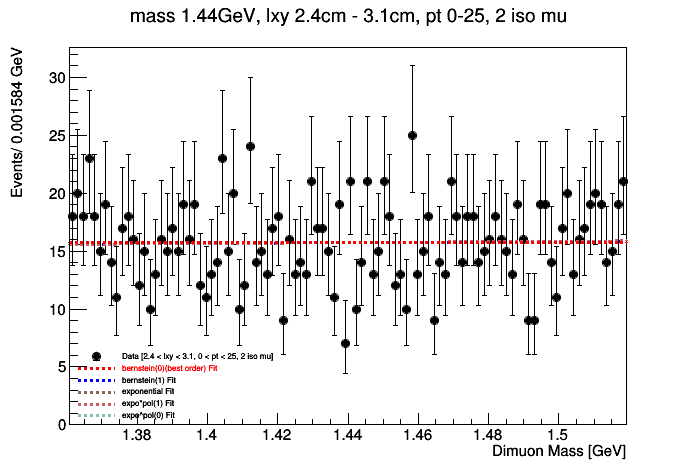 mass 1.44GeV, lxy 2.4cm - 3.1cm, pt 0-25, 2 iso mu
Events/ 0.001584 GeV
30
25
20
15
10
5
0
Data [2.4 < lxy < 3.1, 0 < pt < 25, 2 iso mu]
bernstein(0)(best order) Fit
bernstein(1) Fit
exponential Fit
expo*pol(1) Fit
expo*pol(0) Fit
1.38 1.4 1.42 1.44 1.46 1.48 1.5
Dimuon Mass [GeV]